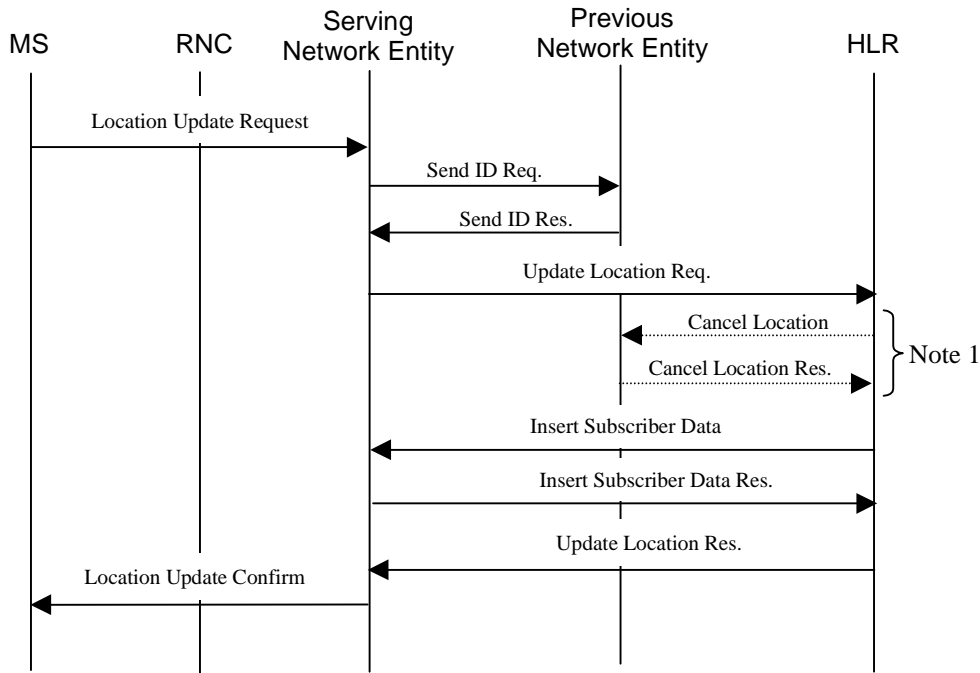 MS
RNC
Serving
Network Entity
Previous
Network Entity
HLR
Location Update Request
Send ID Req.
Send ID Res.
Update Location Req.
Cancel Location
Note 1
Cancel Location Res.
Insert Subscriber Data
Insert Subscriber Data Res.
Update Location Res.
Location Update Confirm